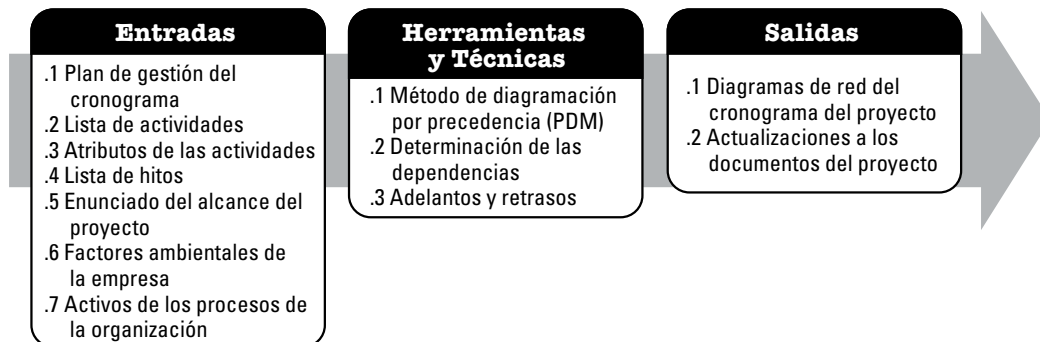 Entradas
.1 Plan de gestión del
cronograma
.2 Lista de actividades
.3 Atributos de las actividades
.4 Lista de hitos
.5 Enunciado del alcance del
proyecto
.6 Factores ambientales de
la empresa
.7 Activos de los procesos de
la organización
Herramientas
y Técnicas
.1 Método de diagramación
por precedencia (PDM)
.2 Determinación de las
dependencias
.3 Adelantos y retrasos
Salidas
.1 Diagramas de red del
cronograma del proyecto
.2 Actualizaciones a los
documentos del proyecto